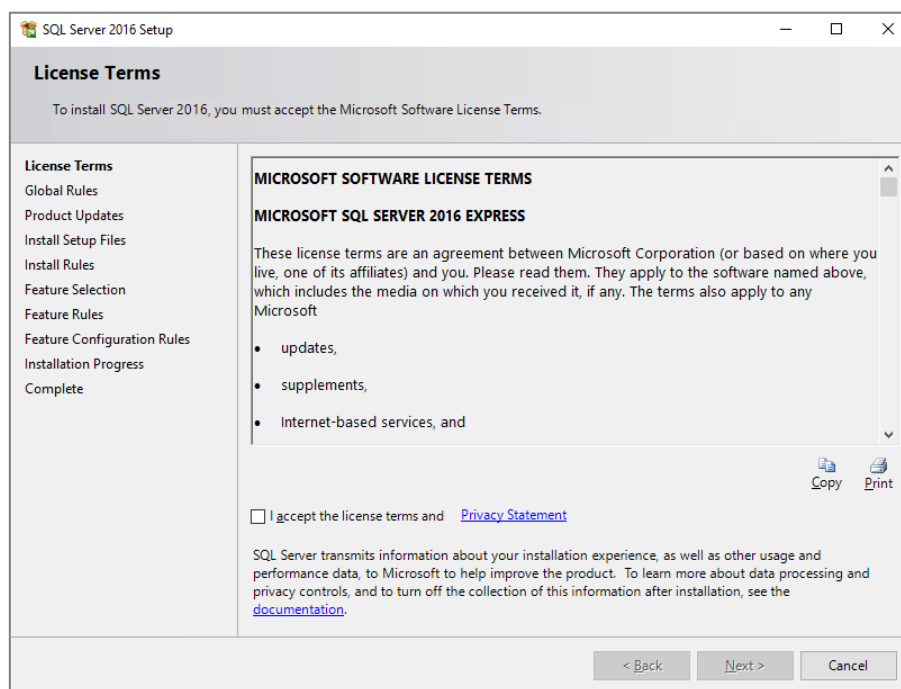 SQL Server 2016 Setup
License Terms
To install SQL Server 2016, you must accept the Microsoft Software License Terms.
License Terms
Global Rules
Product Updates
Install Setup Files
Install Rules
Feature Selection
Feature Rules
Feature Configuration Rules
Installation Progress
Complete
MICROSOFT SOFTWARE LICENSE TERMS
MICROSOFT SQL SERVER 2016 EXPRESS
These license terms are an agreement between Microsoft Corporation (or based on where you
live, one of its affiliates) and you. Please read them. They apply to the software named above,
which includes the media on which you received it, if any. The terms also apply to any
Microsoft
• updates,
• supplements,
• Internet-based services, and
Copy Print
I accept the license terms and Privacy Statement
SQL Server transmits information about your installation experience, as well as other usage and
performance data, to Microsoft to help improve the product. To learn more about data processing and
privacy controls, and to turn off the collection of this information after installation, see the
documentation.
< Back Next > Cancel